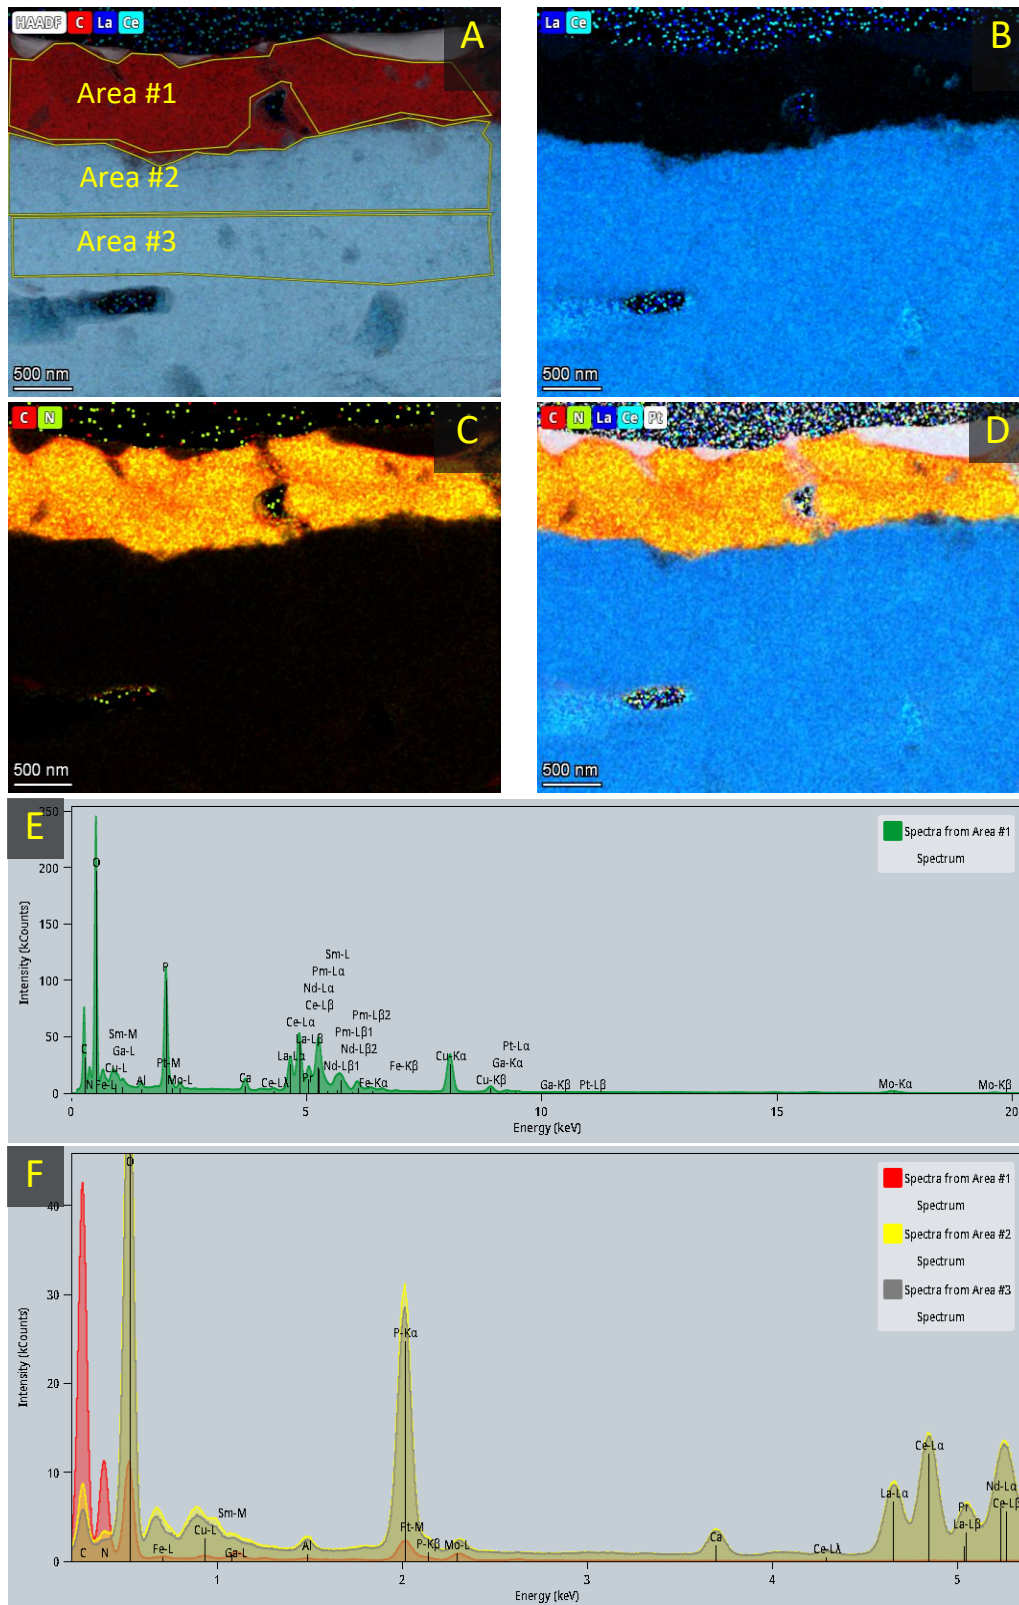 HAADF C La Ce
A
Area #1
Area #2
Area #3
500 nm
La Ce
B
500 nm
C N
C
500 nm
C N La Ce Pt
D
500 nm
E
Spectra from Area #1
Spectrum
Intensity (kCounts)
250
200
150
100
50
0
O
P
C
N
Fe-L
Sm-M
Ga-L
Cu-L
Al
Pt-M
Mo-L
Ca
Ce-Lλ
La-Lα
Ce-Lα
La-Lβ
Pr
Sm-L
Pm-Lα
Nd-Lα
Ce-Lβ
Pm-Lβ2
Pm-Lβ1
Nd-Lβ2
Nd-Lβ1
Fe-Kα
Fe-Kβ
Cu-Kα
Cu-Kβ
Pt-Lα
Ga-Kα
Ga-Kβ
Pt-Lβ
Mo-Kα
Mo-Kβ
0 5 10 15 20
Energy (keV)
F
Spectra from Area #1
Spectrum
Spectra from Area #2
Spectrum
Spectra from Area #3
Spectrum
Intensity (kCounts)
40
30
20
10
0
O
C
N
Fe-L
Cu-L
Sm-M
Ga-L
Al
P-Kα
Pt-M
P-Kβ
Mo-L
Ca
Ce-Lλ
La-Lα
Ce-Lα
Pr
La-Lβ
Nd-Lα
Ce-Lβ
1 2 3 4 5
Energy (keV)